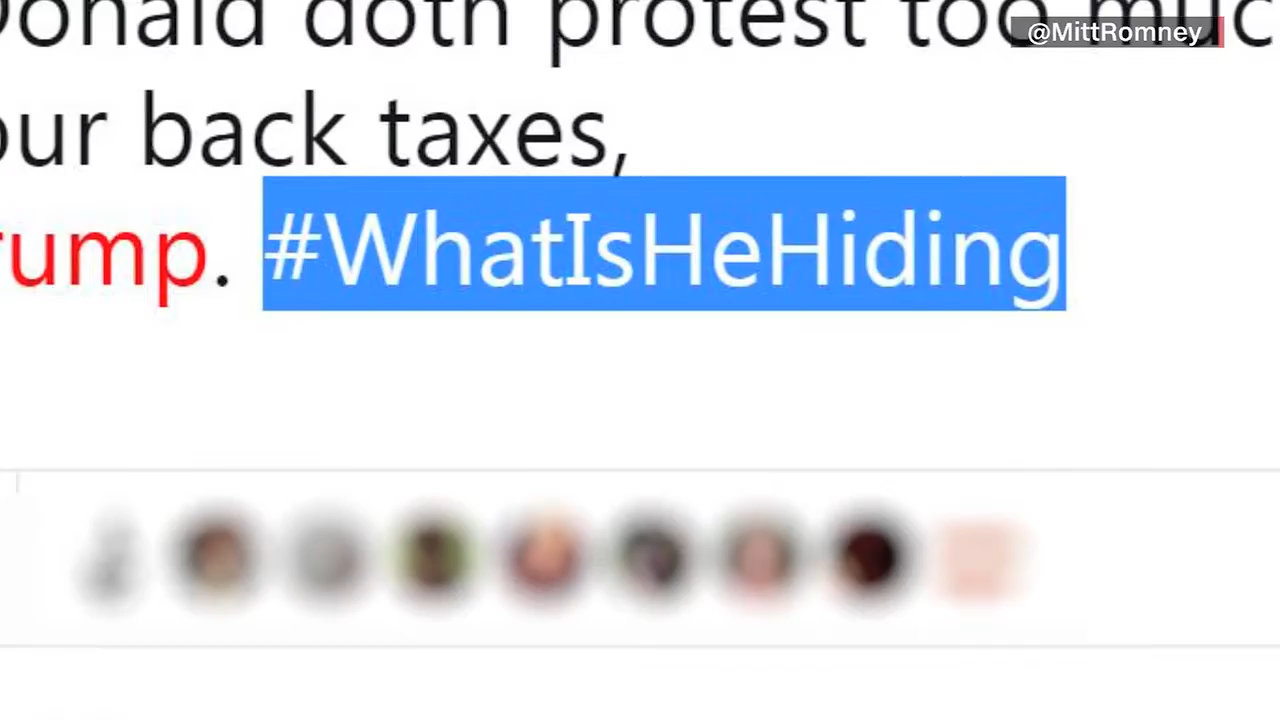 @MittRomney
onald doth protest too muc
our back taxes,
rump. #WhatIsHeHiding